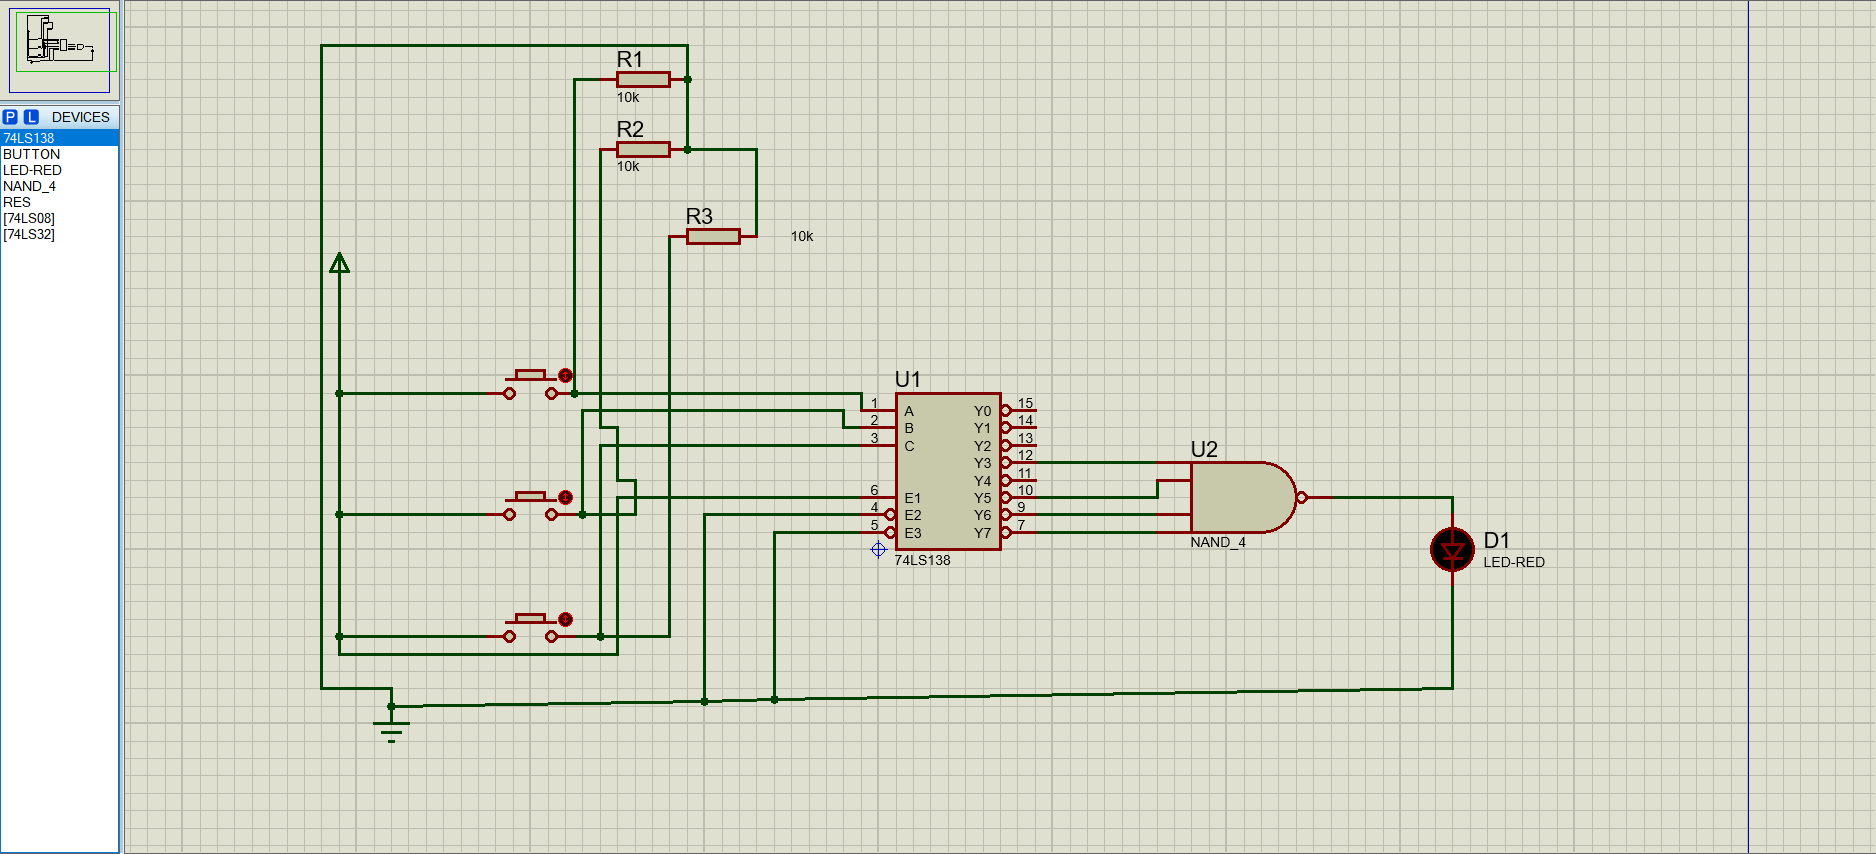 P L DEVICES
74LS138
BUTTON
LED-RED
NAND_4
RES
[74LS08]
[74LS32]
R1
10k
R2
10k
R3
10k
U1
1 A Y0 15
2 B Y1 14
3 C Y2 13
Y3 12
Y4 11
6 E1 Y5 10
4 E2 Y6 9
5 E3 Y7 7
74LS138
U2
NAND_4
D1
LED-RED